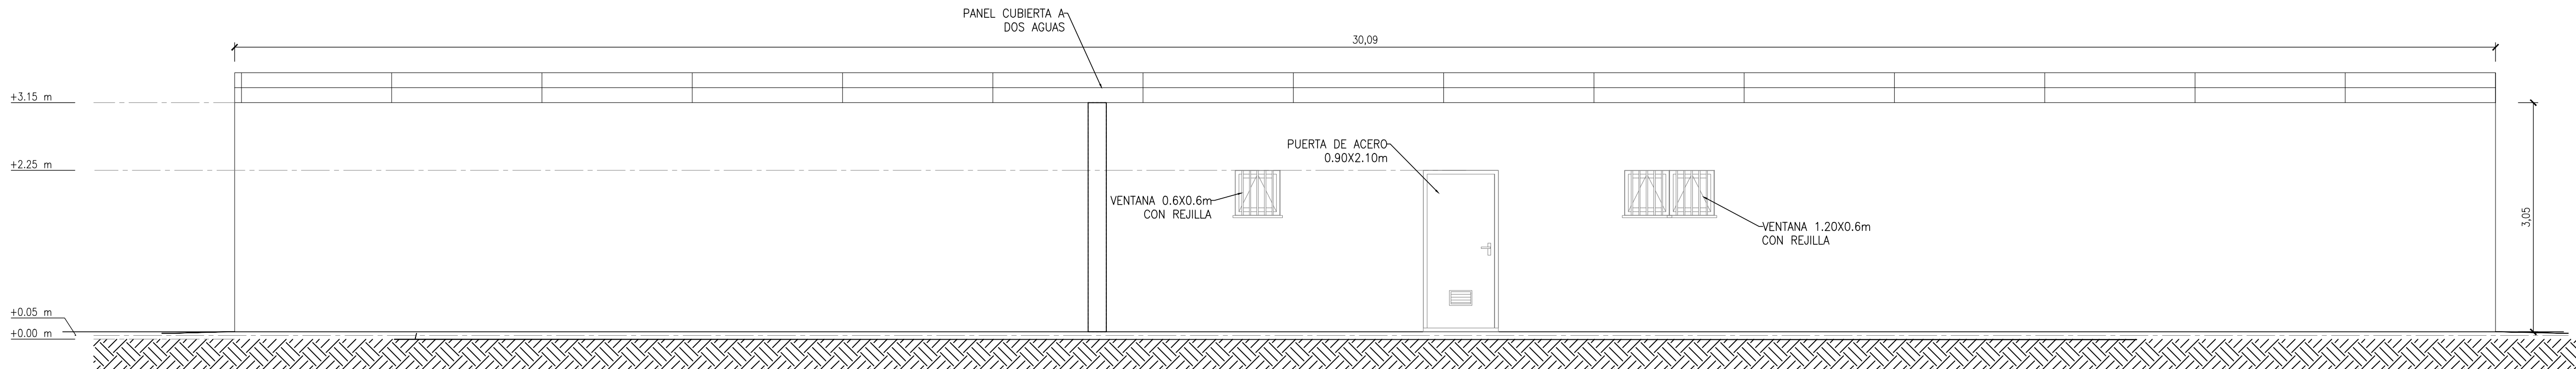 PANEL CUBIERTA A
DOS AGUAS
30,09
+3.15 m
+2.25 m
PUERTA DE ACERO
0.90X2.10m
VENTANA 0.6X0.6m
CON REJILLA
VENTANA 1.20X0.6m
CON REJILLA
3,05
+0.05 m
+0.00 m